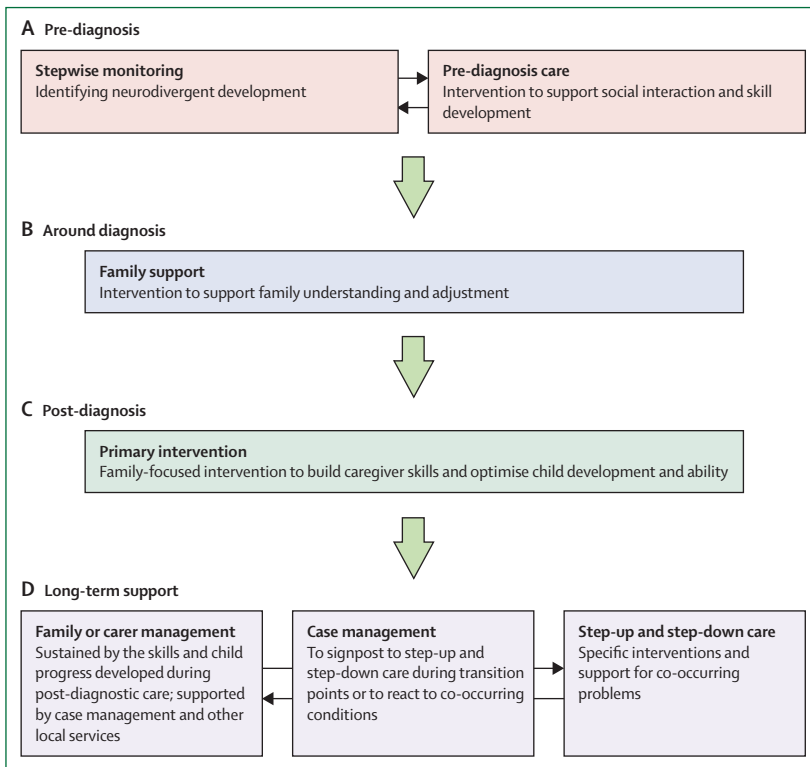 A Pre-diagnosis
Stepwise monitoring
Identifying neurodivergent development
Pre-diagnosis care
Intervention to support social interaction and skill
development
B Around diagnosis
Family support
Intervention to support family understanding and adjustment
C Post-diagnosis
Primary intervention
Family-focused intervention to build caregiver skills and optimise child development and ability
D Long-term support
Family or carer management
Sustained by the skills and child
progress developed during
post-diagnostic care; supported
by case management and other
local services
Case management
To signpost to step-up and
step-down care during transition
points or to react to co-occurring
conditions
Step-up and step-down care
Specific interventions and
support for co-occurring
problems